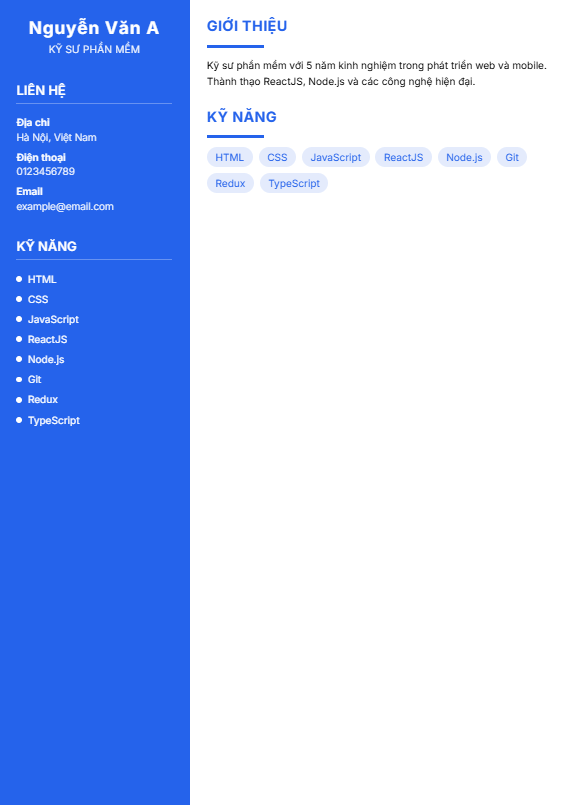 Nguyễn Văn A
KỸ SƯ PHẦN MỀM
LIÊN HỆ
Địa chỉ
Hà Nội, Việt Nam
Điện thoại
0123456789
Email
example@email.com
KỸ NĂNG
HTML
CSS
JavaScript
ReactJS
Node.js
Git
Redux
TypeScript
GIỚI THIỆU
Kỹ sư phần mềm với 5 năm kinh nghiệm trong phát triển web và mobile.
Thành thạo ReactJS, Node.js và các công nghệ hiện đại.
KỸ NĂNG
HTML CSS JavaScript ReactJS Node.js Git
Redux TypeScript